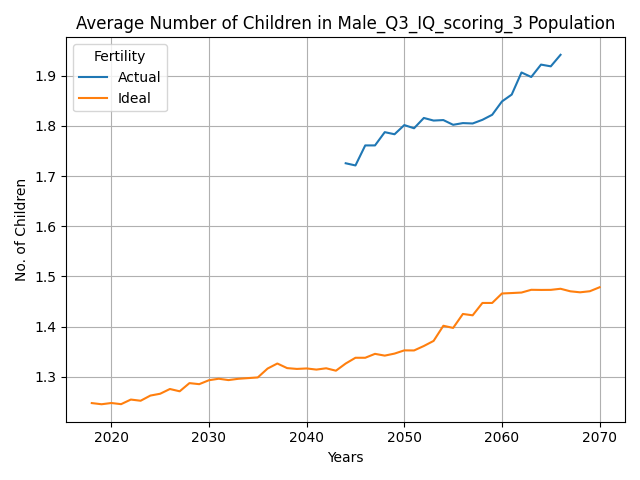 Average Number of Children in Male_Q3_IQ_scoring_3 Population
Fertility
Actual
Ideal
No. of Children
1.9
1.8
1.7
1.6
1.5
1.4
1.3
2020 2030 2040 2050 2060 2070
Years